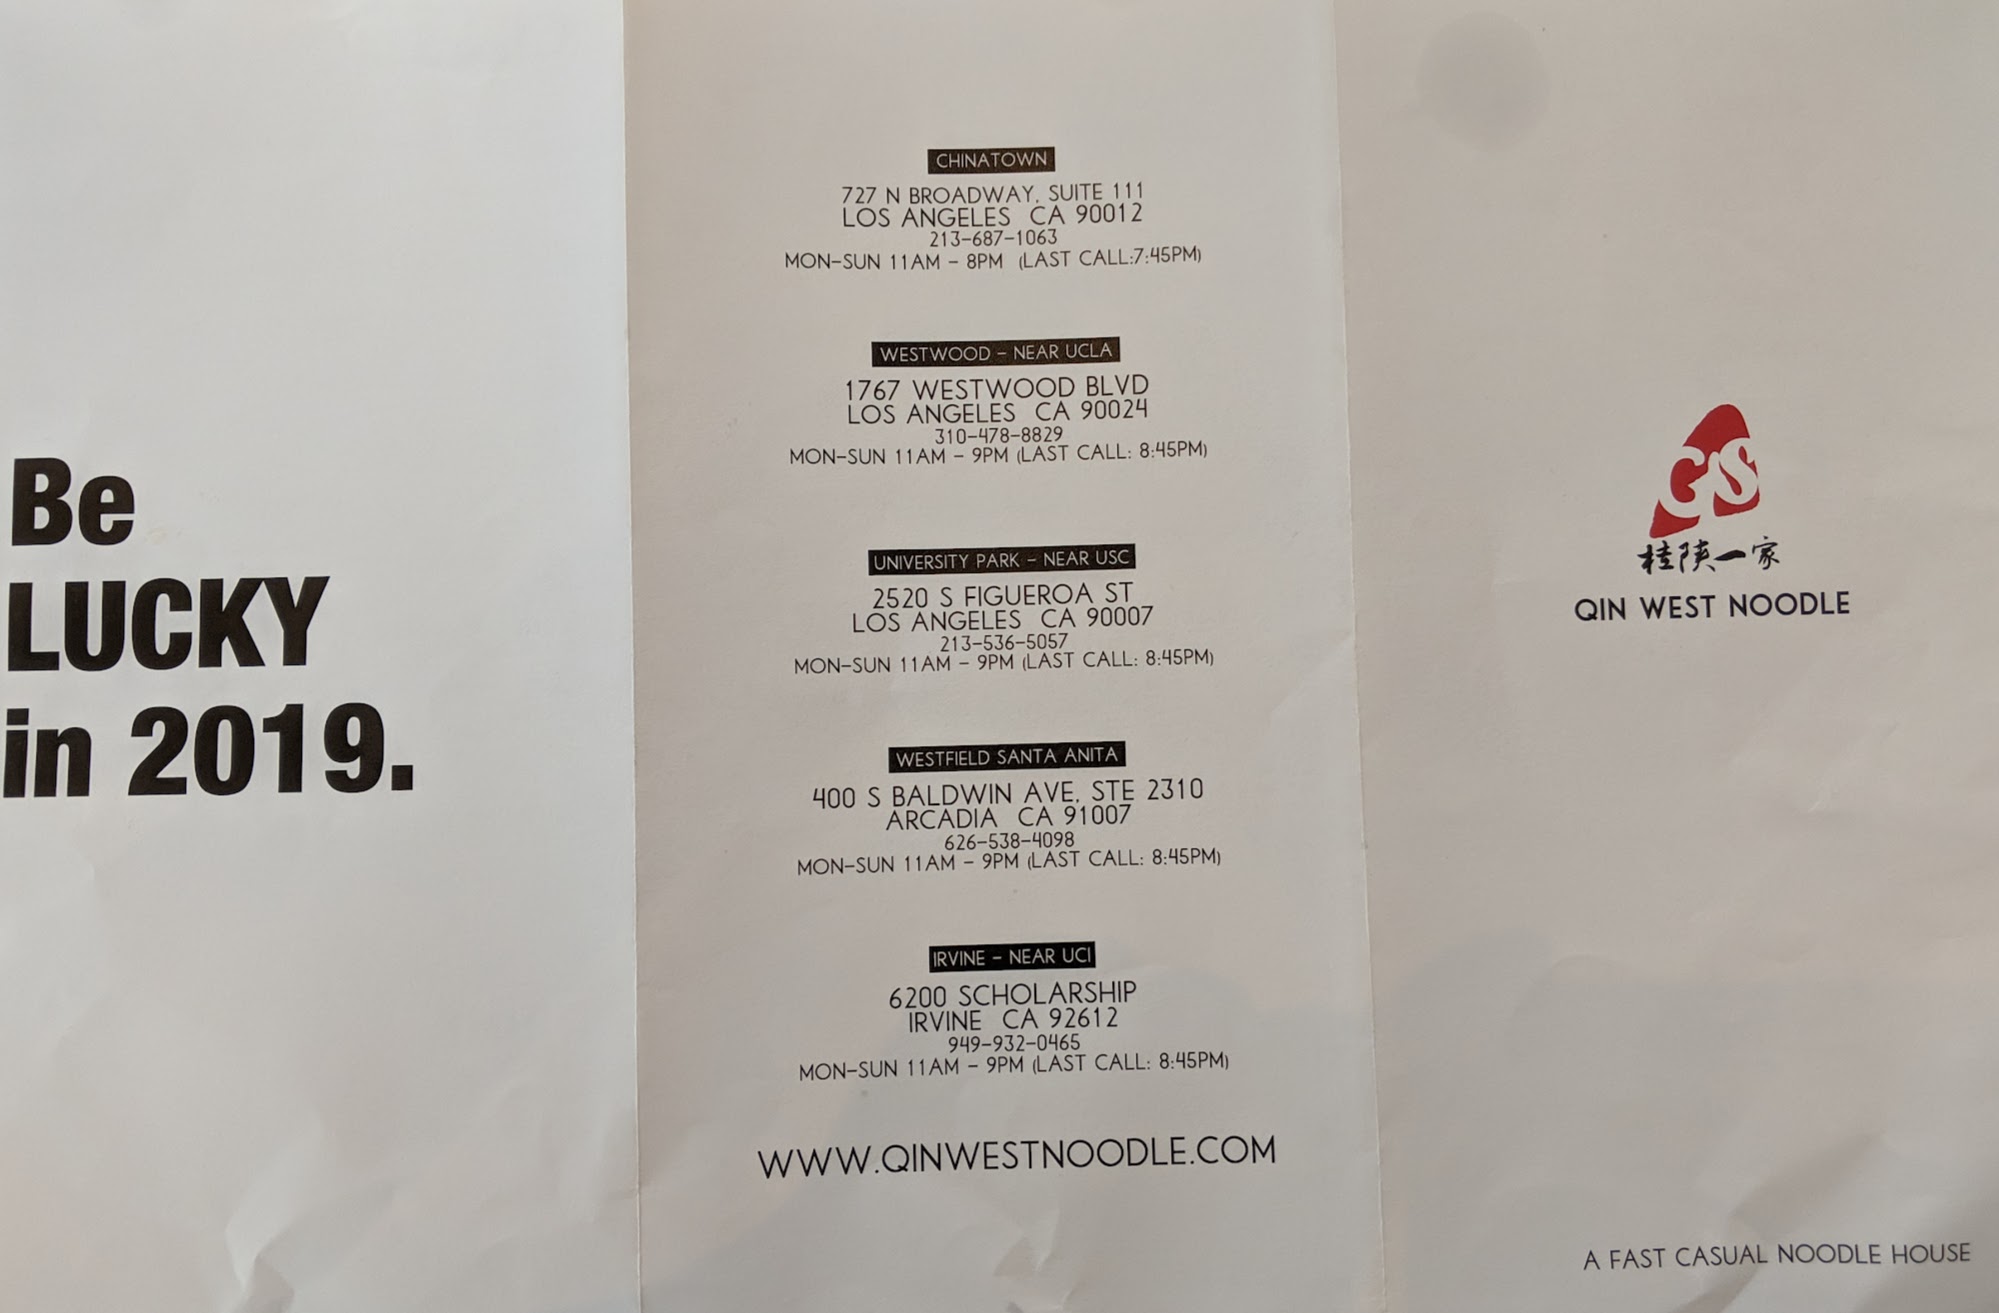 Be
LUCKY
in 2019.
CHINATOWN
727 N BROADWAY, SUITE 111
LOS ANGELES CA 90012
213-687-1063
MON-SUN 11AM - 8PM (LAST CALL:7:45PM)
WESTWOOD - NEAR UCLA
1767 WESTWOOD BLVD
LOS ANGELES CA 90024
310-478-8829
MON-SUN 11AM - 9PM (LAST CALL: 8:45PM)
UNIVERSITY PARK - NEAR USC
2520 S FIGUEROA ST
LOS ANGELES CA 90007
213-536-5057
MON-SUN 11AM - 9PM (LAST CALL: 8:45PM)
WESTFIELD SANTA ANITA
400 S BALDWIN AVE, STE 2310
ARCADIA CA 91007
626-538-4098
MON-SUN 11AM - 9PM (LAST CALL: 8:45PM)
IRVINE - NEAR UCI
6200 SCHOLARSHIP
IRVINE CA 92612
949-932-0465
MON-SUN 11AM - 9PM (LAST CALL: 8:45PM)
WWW.QINWESTNOODLE.COM
GS
桂陕一家
QIN WEST NOODLE
A FAST CASUAL NOODLE HOUSE